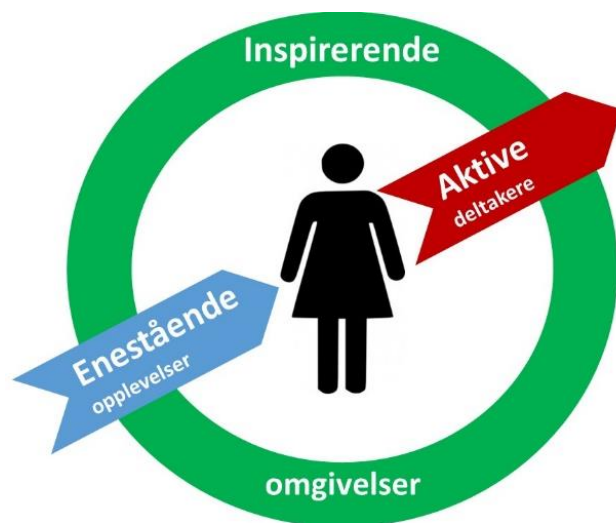 Inspirerende
Aktive
deltakere
Enestående
opplevelser
omgivelser